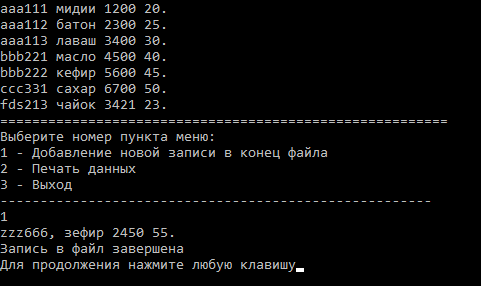 aaa111 мидии 1200 20.
aaa112 батон 2300 25.
aaa113 лаваш 3400 30.
bbb221 масло 4500 40.
bbb222 кефир 5600 45.
ccc331 сахар 6700 50.
fds213 чайок 3421 23.
========================================================
Выберите номер пункта меню:
1 - Добавление новой записи в конец файла
2 - Печать данных
3 - Выход
------------------------------------------------------
1
zzz666, зефир 2450 55.
Запись в файл завершена
Для продолжения нажмите любую клавишу